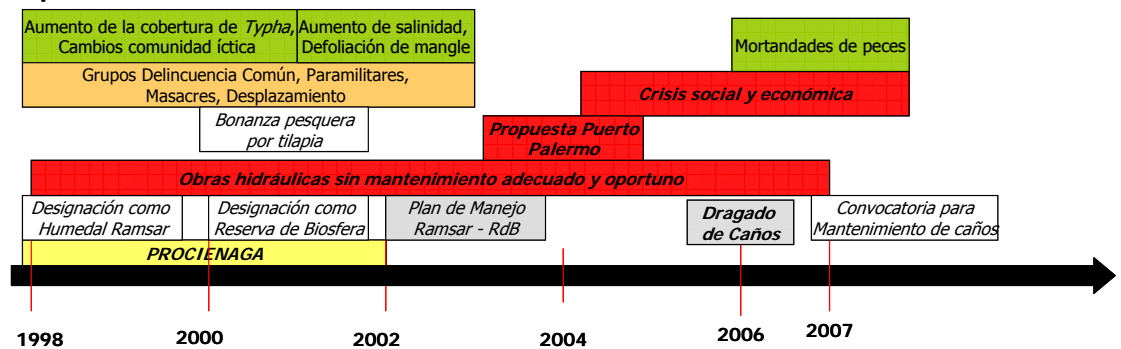 Aumento de la cobertura de Typha,
Cambios comunidad íctica
Aumento de salinidad,
Defoliación de mangle
Mortandades de peces
Grupos Delincuencia Común, Paramilitares,
Masacres, Desplazamiento
Crisis social y económica
Bonanza pesquera
por tilapia
Propuesta Puerto
Palermo
Obras hidráulicas sin mantenimiento adecuado y oportuno
Designación como
Humedal Ramsar
Designación como
Reserva de Biosfera
Plan de Manejo
Ramsar - RdB
Dragado
de Caños
Convocatoria para
Mantenimiento de caños
PROCIENAGA
1998
2000
2002
2004
2006
2007